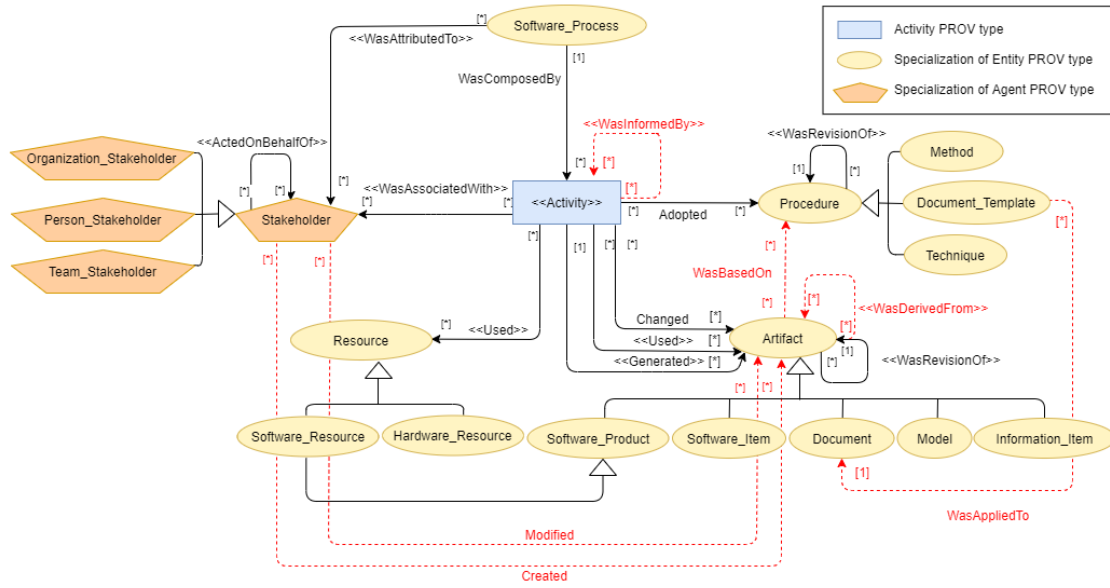 [*]
Software_Process
<<WasAttributedTo>>
[1]
WasComposedBy
Activity PROV type
Specialization of Entity PROV type
Specialization of Agent PROV type
<<WasInformedBy>>
[*]
[*]
[*]
<<WasRevisionOf>>
[1]
[*]
Method
Document_Template
Technique
Organization_Stakeholder
Person_Stakeholder
Team_Stakeholder
<<ActedOnBehalfOf>>
[*]
[*]
[*]
Stakeholder
<<WasAssociatedWith>>
[*]
[*]
<<Activity>>
[*]
Adopted
[*]
Procedure
[*]
[*]
[*]
[*]
[1]
[*]
[*]
[*]
WasBasedOn
[*]
[*]
<<WasDerivedFrom>>
[*]
Changed
[*]
[*]
<<Used>>
Resource
<<Used>>
[*]
Artifact
[1]
[*]
<<WasRevisionOf>>
<<Generated>>
[*]
[*]
[*]
Software_Resource
Hardware_Resource
Software_Product
Software_Item
Document
Model
Information_Item
[1]
WasAppliedTo
Modified
Created